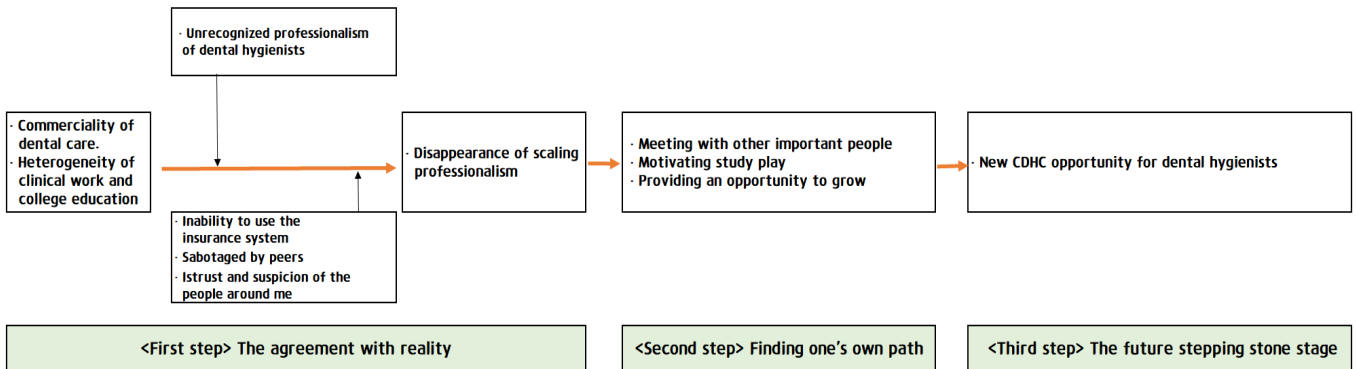 · Unrecognized professionalism
of dental hygienists
· Commerciality of
dental care.
· Heterogeneity of
clinical work and
college education
· Inability to use the
insurance system
· Sabotaged by peers
· Istrust and suspicion of the
people around me
· Disappearance of scaling
professionalism
· Meeting with other important people
· Motivating study play
· Providing an opportunity to grow
· New CDHC opportunity for dental hygienists
<First step> The agreement with reality
<Second step> Finding one's own path
<Third step> The future stepping stone stage